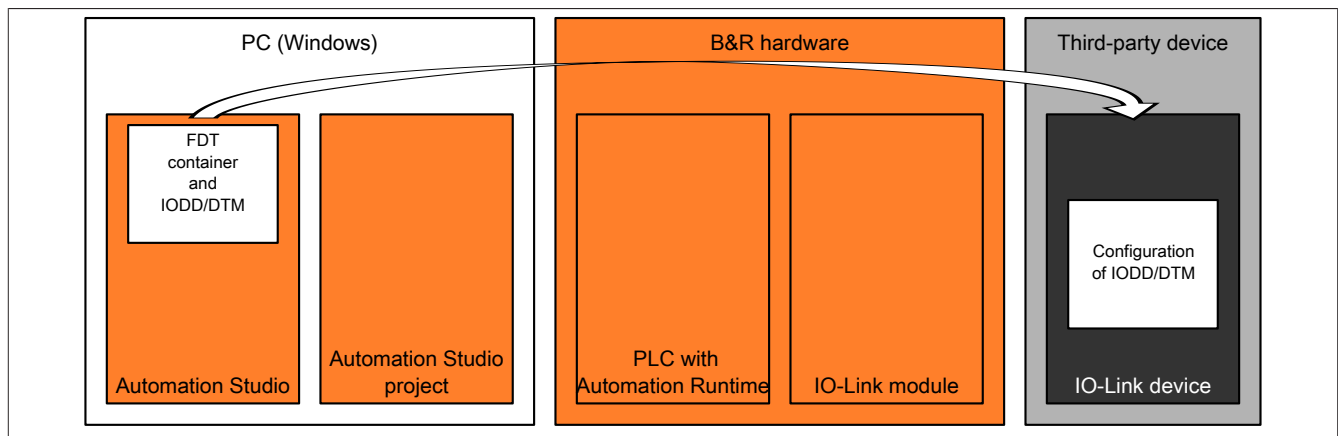 PC (Windows)
B&R hardware
Third-party device
FDT
container
and
IODD/DTM
Automation Studio
Automation Studio
project
PLC with
Automation Runtime
IO-Link module
Configuration
of IODD/DTM
IO-Link device